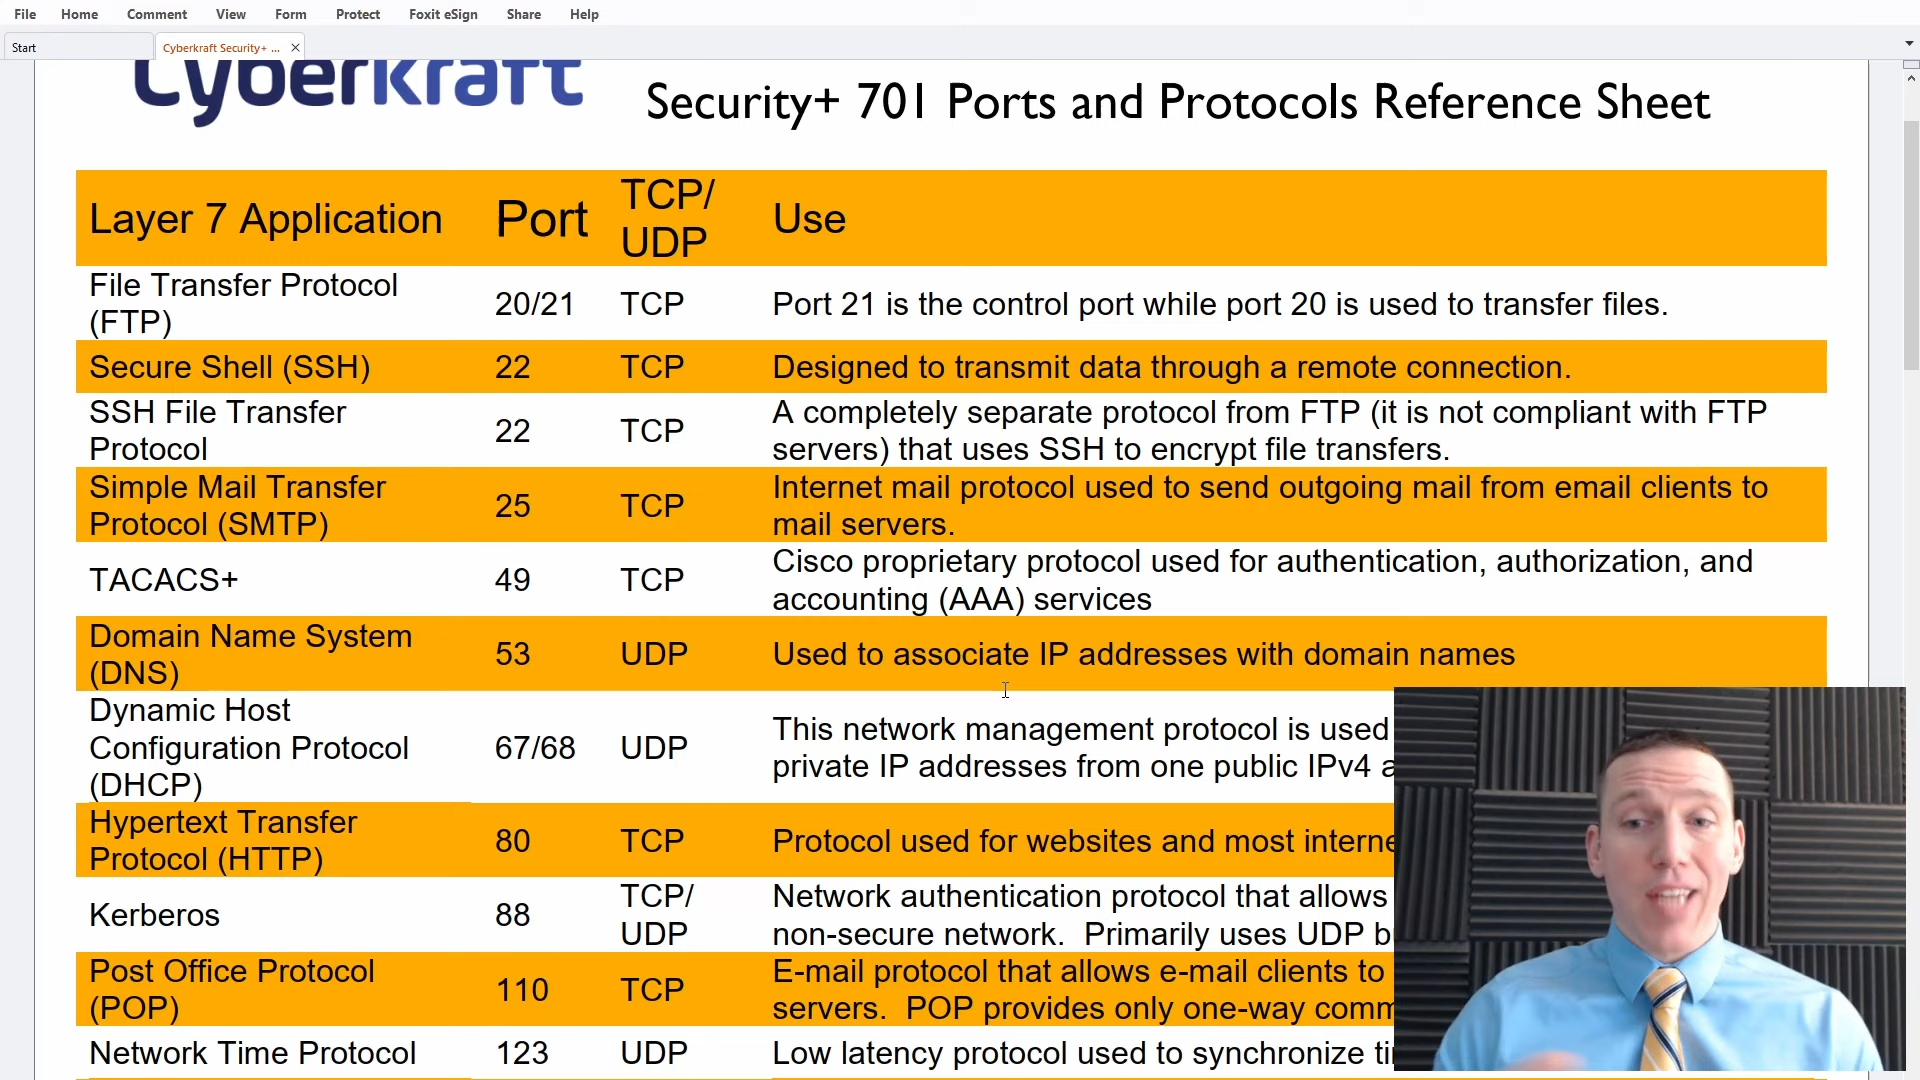 File Home Comment View Form Protect Foxit eSign Share Help
Start Cyberkraft Security+ ...
Cyberkraft
Security+ 701 Ports and Protocols Reference Sheet
Layer 7 Application Port TCP/
UDP Use
File Transfer Protocol
(FTP) 20/21 TCP Port 21 is the control port while port 20 is used to transfer files.
Secure Shell (SSH) 22 TCP Designed to transmit data through a remote connection.
SSH File Transfer
Protocol 22 TCP A completely separate protocol from FTP (it is not compliant with FTP
servers) that uses SSH to encrypt file transfers.
Simple Mail Transfer
Protocol (SMTP) 25 TCP Internet mail protocol used to send outgoing mail from email clients to
mail servers.
TACACS+ 49 TCP Cisco proprietary protocol used for authentication, authorization, and
accounting (AAA) services
Domain Name System
(DNS) 53 UDP Used to associate IP addresses with domain names
Dynamic Host
Configuration Protocol
(DHCP) 67/68 UDP This network management protocol is used
private IP addresses from one public IPv4
Hypertext Transfer
Protocol (HTTP) 80 TCP Protocol used for websites and most
Kerberos 88 TCP/
UDP Network authentication protocol that allows
non-secure network. Primarily uses UDP
Post Office Protocol
(POP) 110 TCP E-mail protocol that allows e-mail clients to
servers. POP provides only one-way
Network Time Protocol 123 UDP Low latency protocol used to synchronize